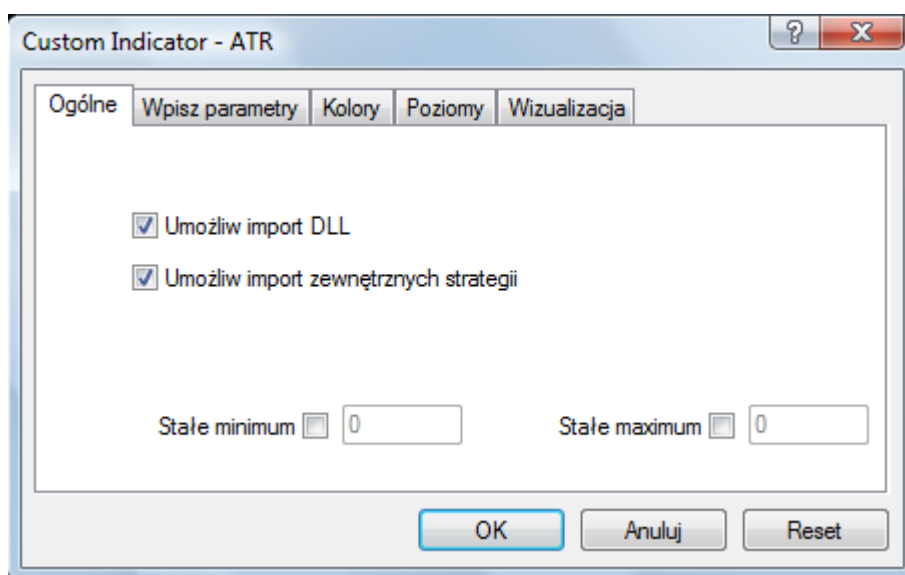 Custom Indicator - ATR
?
Ogólne Wpisz parametry Kolory Poziomy Wizualizacja
Umożliw import DLL
Umożliw import zewnętrznych strategii
Stałe minimum 0 Stałe maximum 0
OK Anuluj Reset